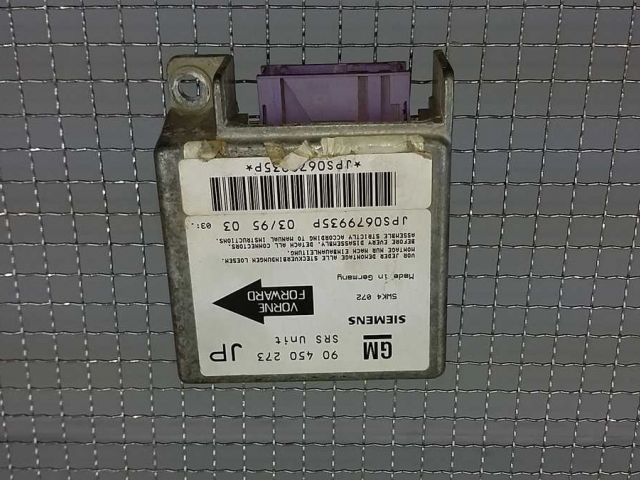 GM
90 450 273
JP
SIEMENS
SRS Unit
5WK4 072
Made in Germany
VORNE
FORWARD
VOR JEDER DEMONTAGE ALLE STECKVERBINDUNGEN LOESEN.
MONTAGE NUR NACH EINBAUANLEITUNG.
BEFORE EVERY DISASSEMBLY, DETACH ALL CONNECTORS.
ASSEMBLE STRICTLY ACCORDING TO MANUAL INSTRUCTIONS.
JPS0679935P 03/95 03
*JPS0679935P*